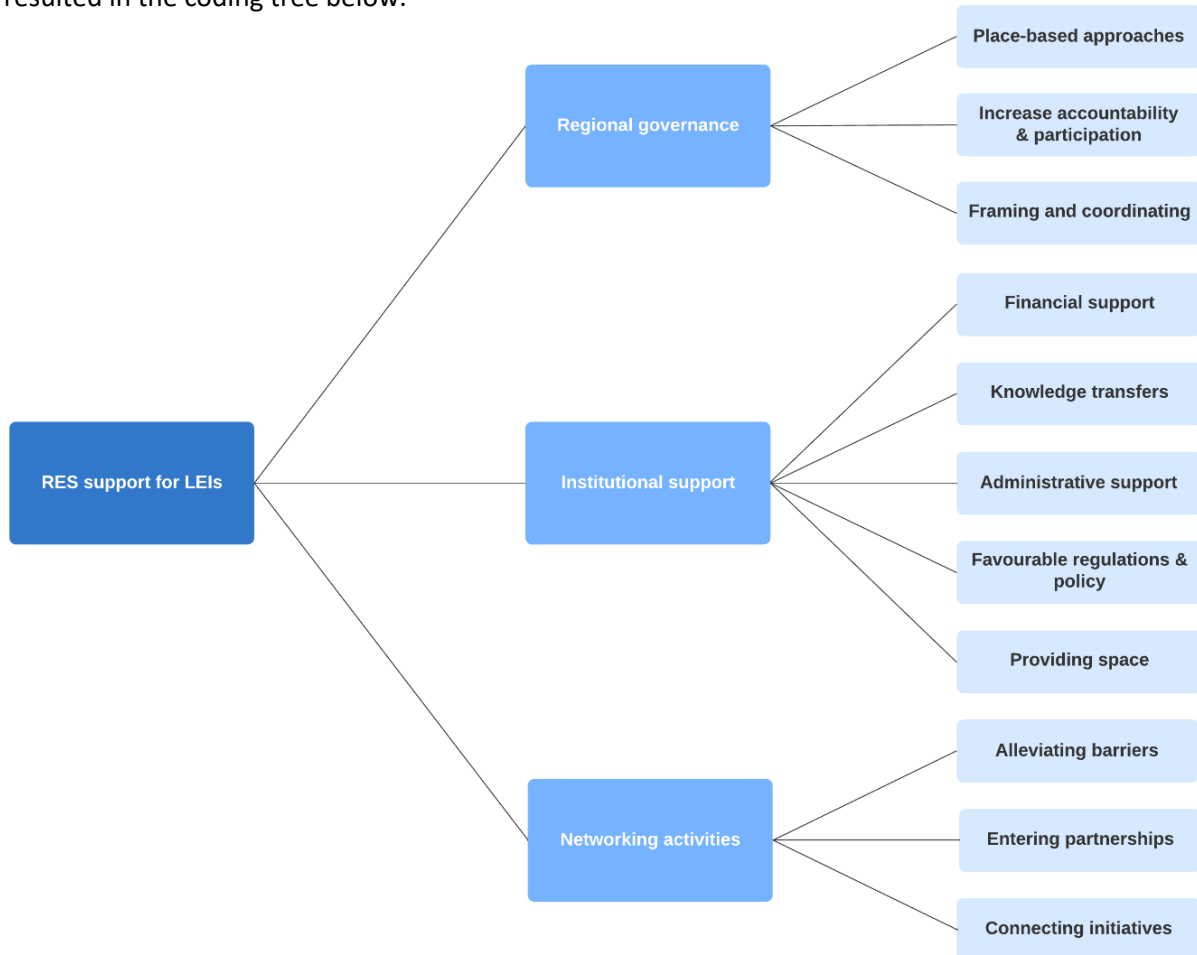 resulted in the coding tree below.
Place-based approaches
Regional governance
Increase accountability
& participation
Framing and coordinating
Financial support
Knowledge transfers
RES support for LEIs
Institutional support
Administrative support
Favourable regulations &
policy
Providing space
Alleviating barriers
Networking activities
Entering partnerships
Connecting initiatives